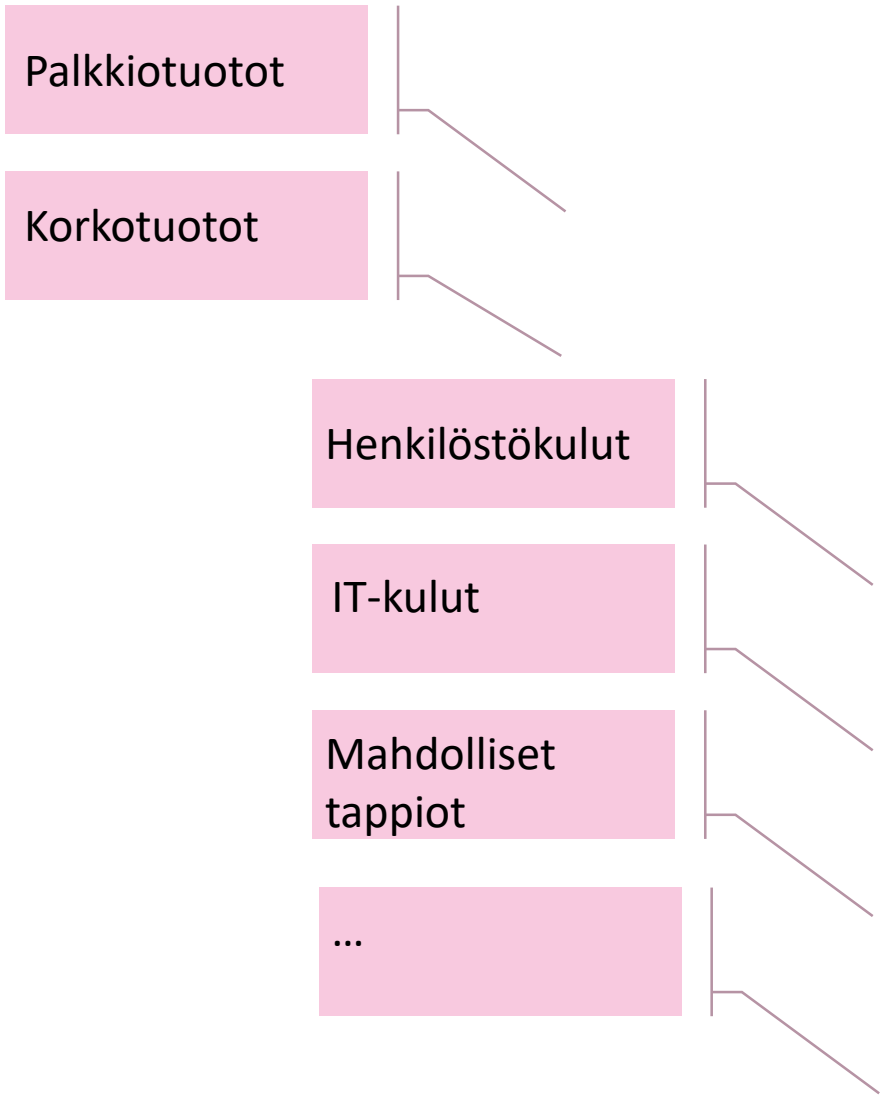 Palkkiotuotot
Korkotuotot
Henkilöstökulut
IT-kulut
Mahdolliset
tappiot
…